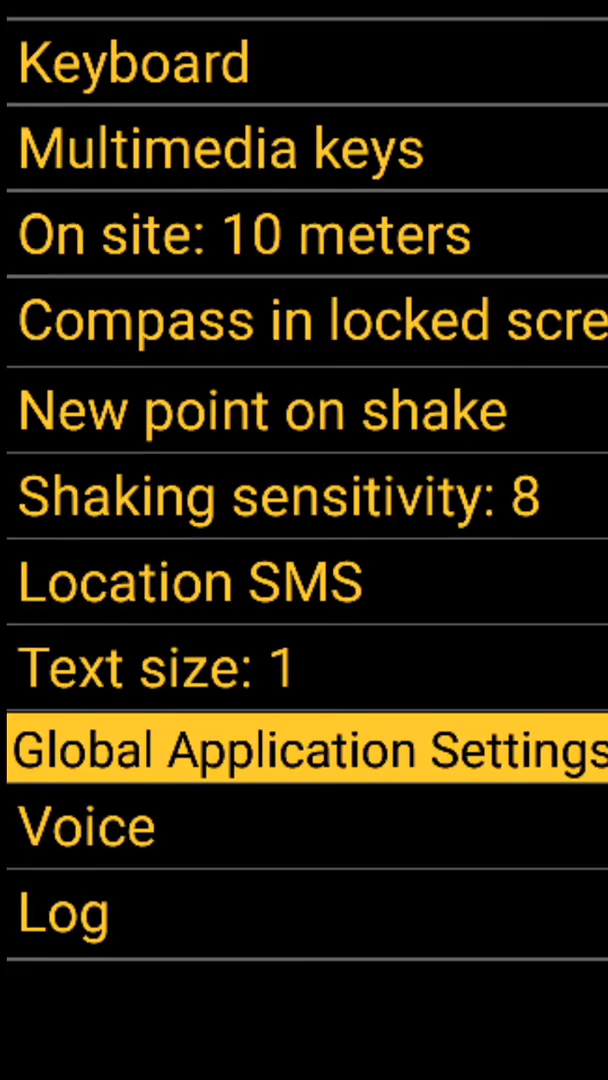 Keyboard
Multimedia keys
On site: 10 meters
Compass in locked scre
New point on shake
Shaking sensitivity: 8
Location SMS
Text size: 1
Global Application Settings
Voice
Log